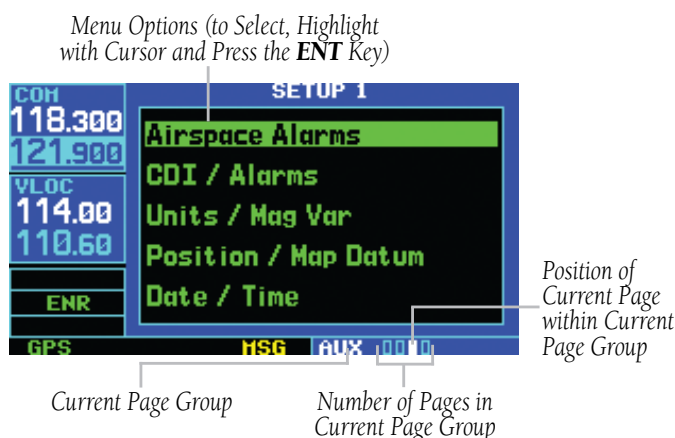 Menu Options (to Select, Highlight
with Cursor and Press the ENT Key)
COM
118.300
121.900
VLOC
114.00
110.60
ENR
GPS
SETUP 1
Airspace Alarms
CDI / Alarms
Units / Mag Var
Position / Map Datum
Date / Time
MSG
AUX
Position of
Current Page
within Current
Page Group
Current Page Group
Number of Pages in
Current Page Group